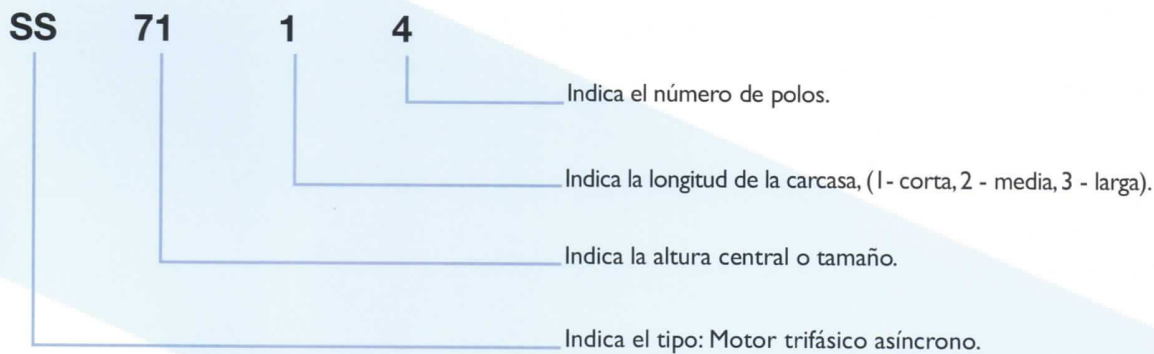 SS 71 1 4
Indica el número de polos.
Indica la longitud de la carcasa, (1- corta, 2 - media, 3 - larga).
Indica la altura central o tamaño.
Indica el tipo: Motor trifásico asíncrono.